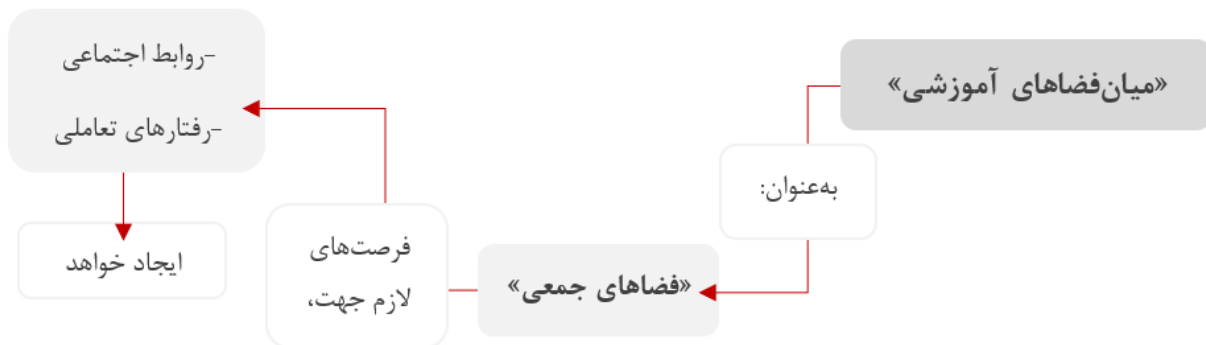 «میان‌فضاهای آموزشی»
به‌عنوان:
«فضاهای جمعی»
فرصت‌های
لازم جهت،
-روابط اجتماعی
-رفتارهای تعاملی
ایجاد خواهد